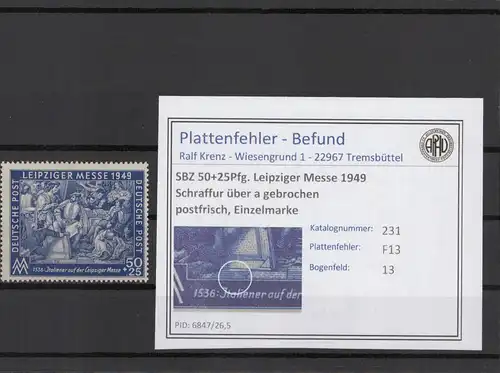 LEIPZIGER MESSE 1949
DEUTSCHE POST
DEUTSCHE POST
50
+25
1536: Italiener auf der Leipziger Messe
Plattenfehler - Befund
Ralf Krenz - Wiesengrund 1 - 22967 Tremsbüttel
SBZ 50+25Pfg. Leipziger Messe 1949
Schraffur über a gebrochen
postfrisch, Einzelmarke
Katalognummer: 231
Plattenfehler: F13
Bogenfeld: 13
1536: Italiener auf der
PID: 6847/26,5